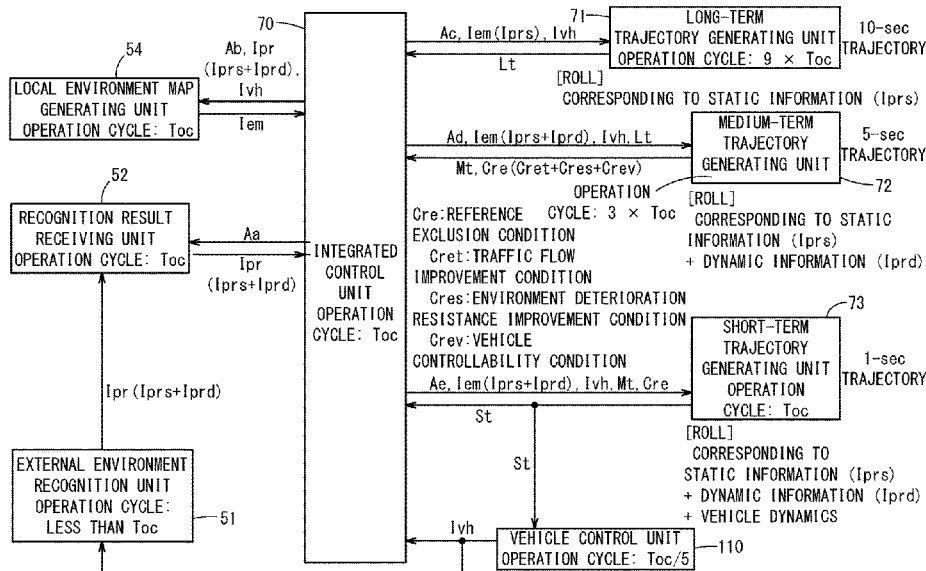 70
71
LONG-TERM
TRAJECTORY GENERATING UNIT
OPERATION CYCLE: 9 × Toc
10-sec
TRAJECTORY
Ac, Iem(Iprs), Ivh
Lt
[ROLL]
CORRESPONDING TO STATIC INFORMATION (Iprs)
54
LOCAL ENVIRONMENT MAP
GENERATING UNIT
OPERATION CYCLE: Toc
Ab, Ipr
(Iprs+Iprd),
Ivh
Iem
Ad, Iem(Iprs+Iprd), Ivh, Lt
Mt, Cre(Cret+Cres+Crev)
MEDIUM-TERM
TRAJECTORY
GENERATING UNIT
5-sec
TRAJECTORY
72
OPERATION
CYCLE: 3 × Toc
[ROLL]
CORRESPONDING TO STATIC
INFORMATION (Iprs)
+ DYNAMIC INFORMATION (Iprd)
52
RECOGNITION RESULT
RECEIVING UNIT
OPERATION CYCLE: Toc
Aa
Ipr
(Iprs+Iprd)
INTEGRATED
CONTROL
UNIT
OPERATION
CYCLE: Toc
Cre:REFERENCE
EXCLUSION CONDITION
Cret:TRAFFIC FLOW
IMPROVEMENT CONDITION
Cres:ENVIRONMENT DETERIORATION
RESISTANCE IMPROVEMENT CONDITION
Crev:VEHICLE
CONTROLLABILITY CONDITION
73
SHORT-TERM
TRAJECTORY
GENERATING UNIT
OPERATION
CYCLE: Toc
1-sec
TRAJECTORY
Ae, Iem(Iprs+Iprd), Ivh, Mt, Cre
St
St
[ROLL]
CORRESPONDING TO
STATIC INFORMATION (Iprs)
+ DYNAMIC INFORMATION (Iprd)
+ VEHICLE DYNAMICS
Ipr(Iprs+Iprd)
EXTERNAL ENVIRONMENT
RECOGNITION UNIT
OPERATION CYCLE:
LESS THAN Toc
51
Ivh
VEHICLE CONTROL UNIT
OPERATION CYCLE: Toc/5
110